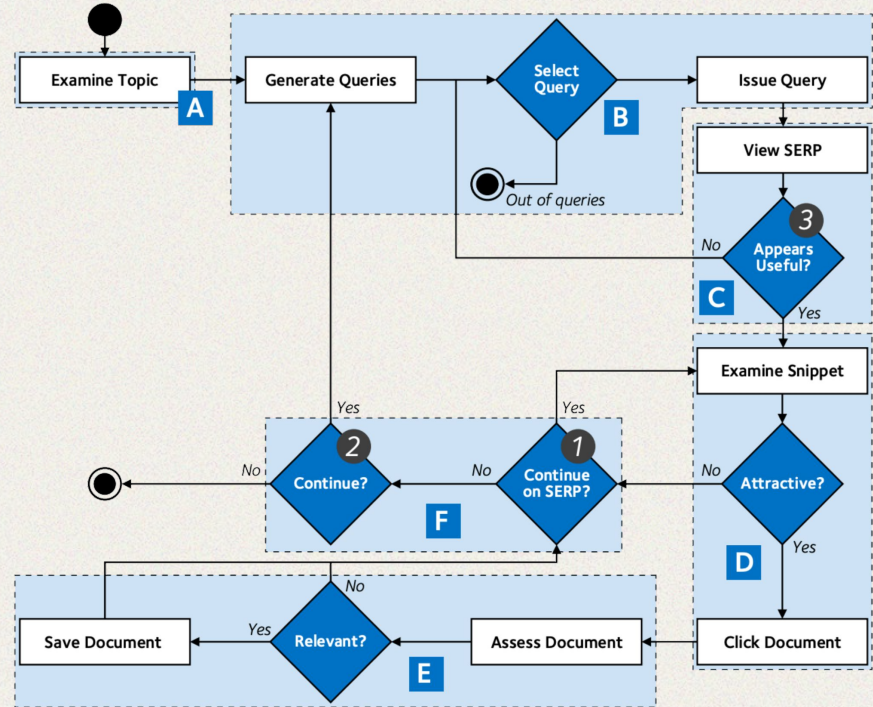 Examine Topic
A
Generate Queries
Select
Query
B
Issue Query
Out of queries
View SERP
3
Appears
Useful?
No
C
Yes
Examine Snippet
Attractive?
No
Yes
D
Click Document
Yes
1
Continue
on SERP?
No
Yes
2
Continue?
No
F
Assess Document
Relevant?
No
Yes
E
Save Document